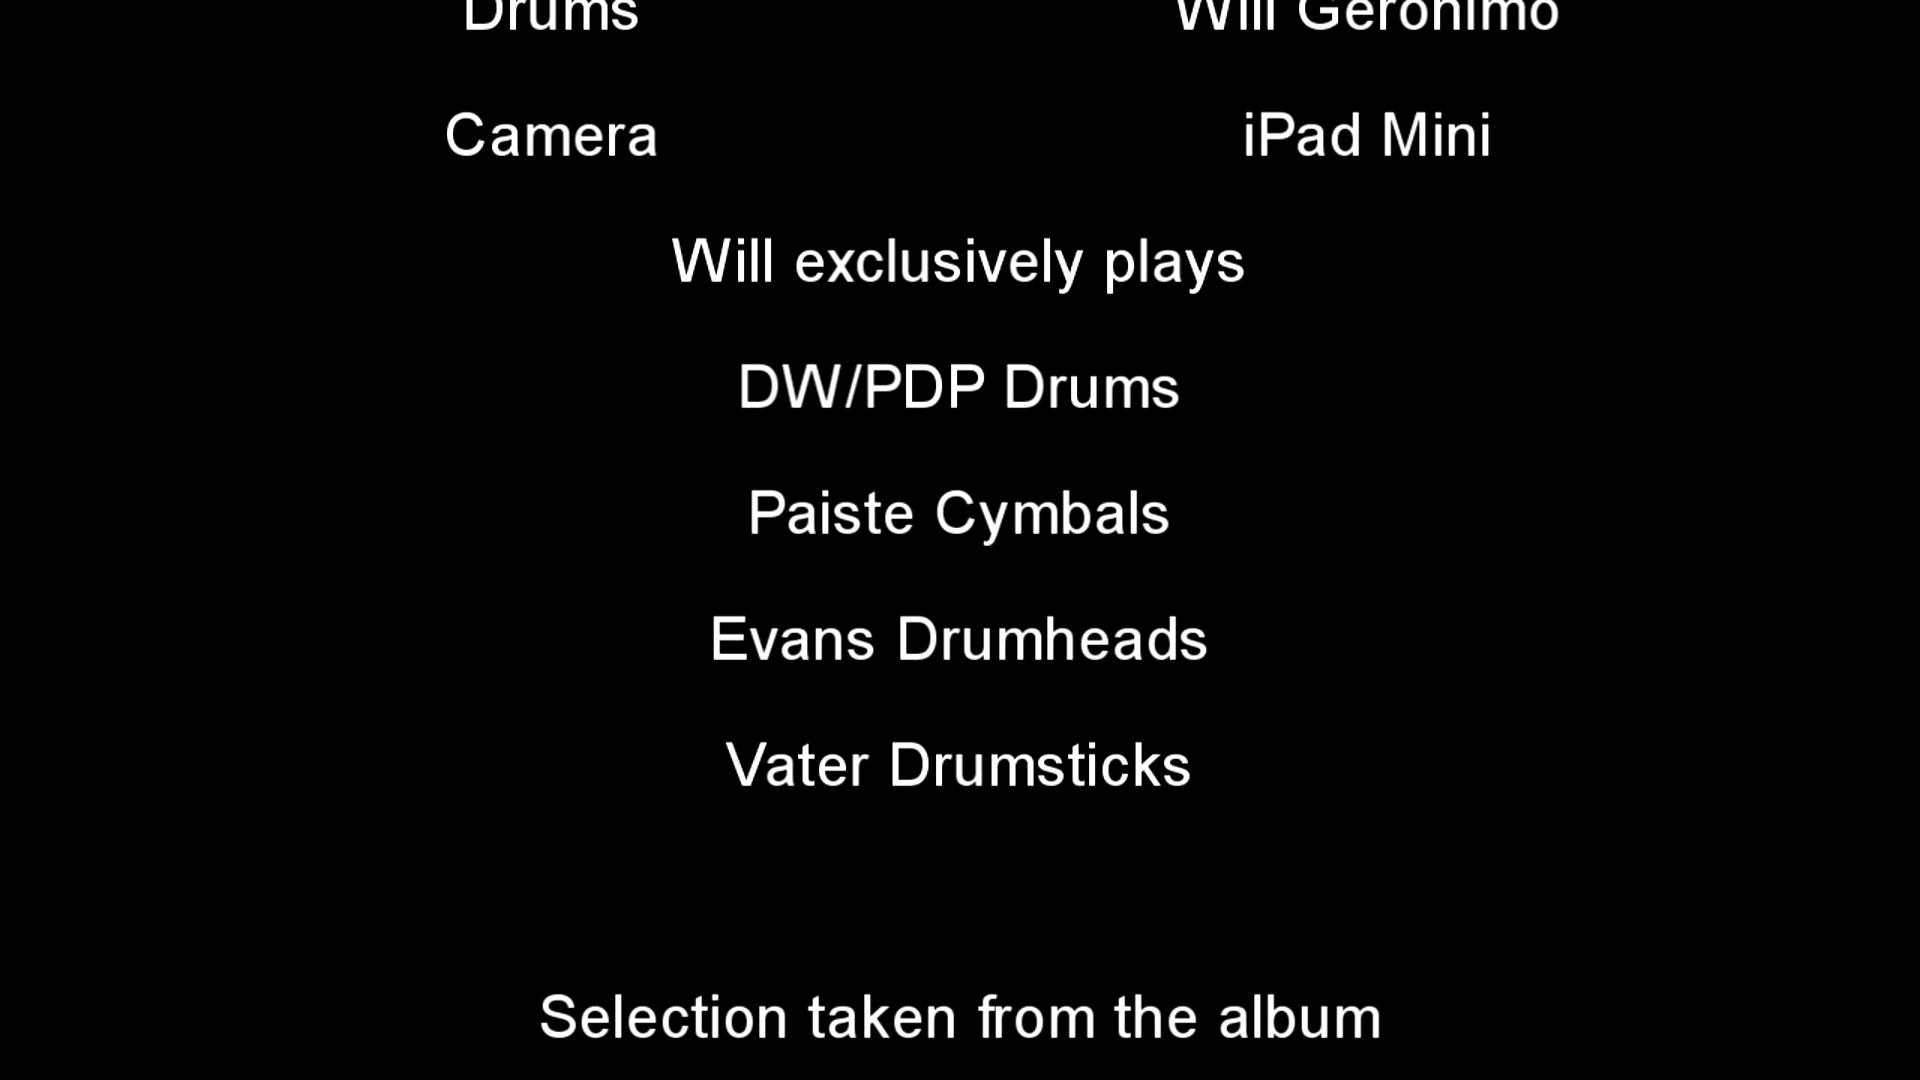 Drums Will Geronimo
Camera iPad Mini
Will exclusively plays
DW/PDP Drums
Paiste Cymbals
Evans Drumheads
Vater Drumsticks
Selection taken from the album